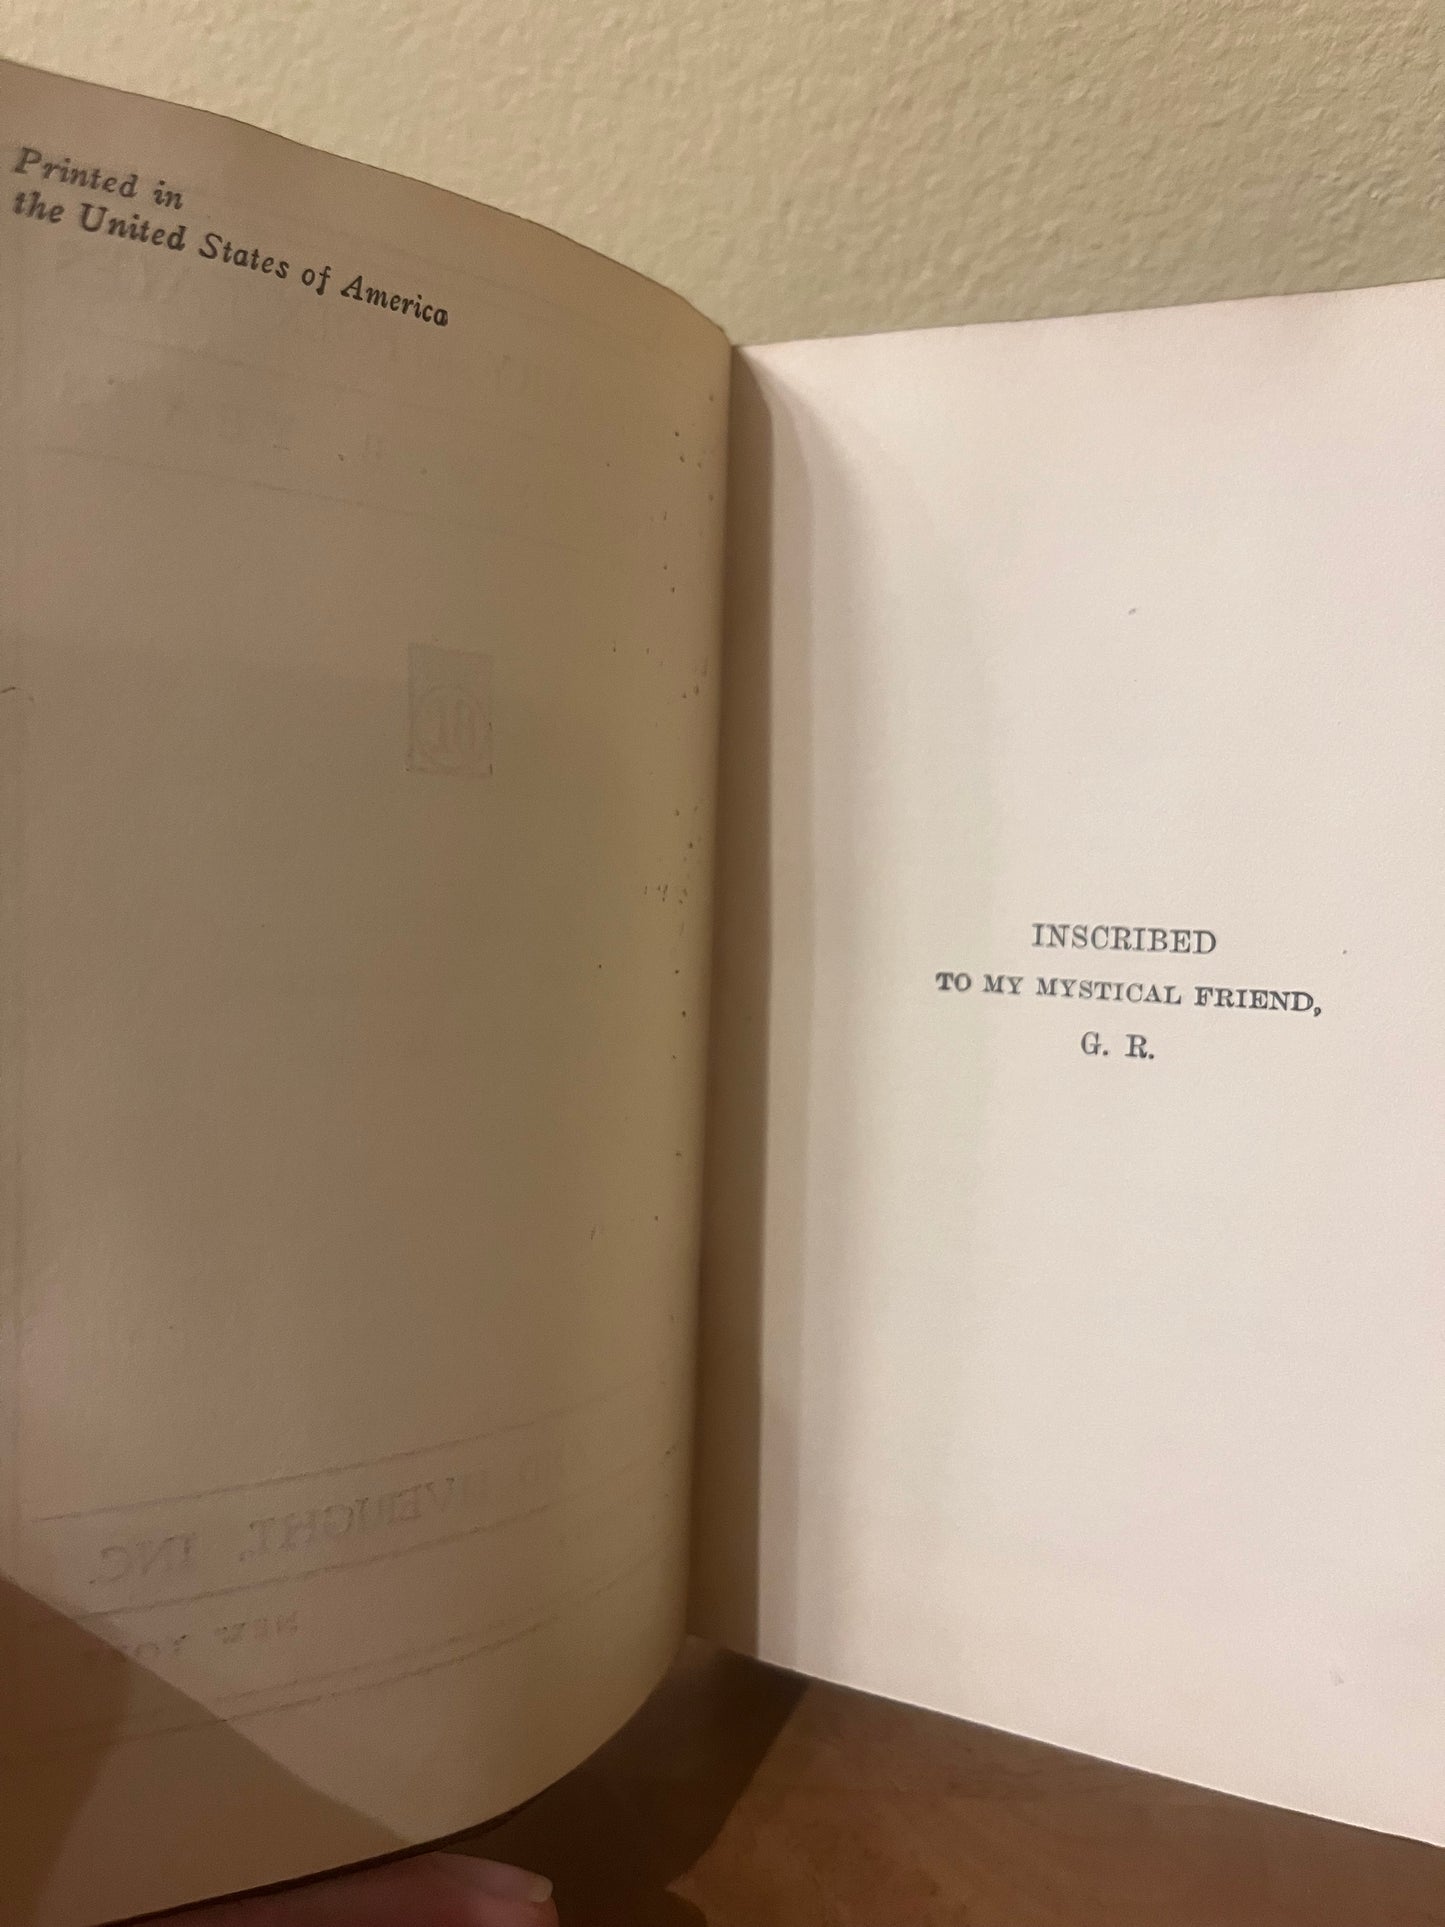 Printed in
the United States of America
INSCRIBED
TO MY MYSTICAL FRIEND,
G. R.